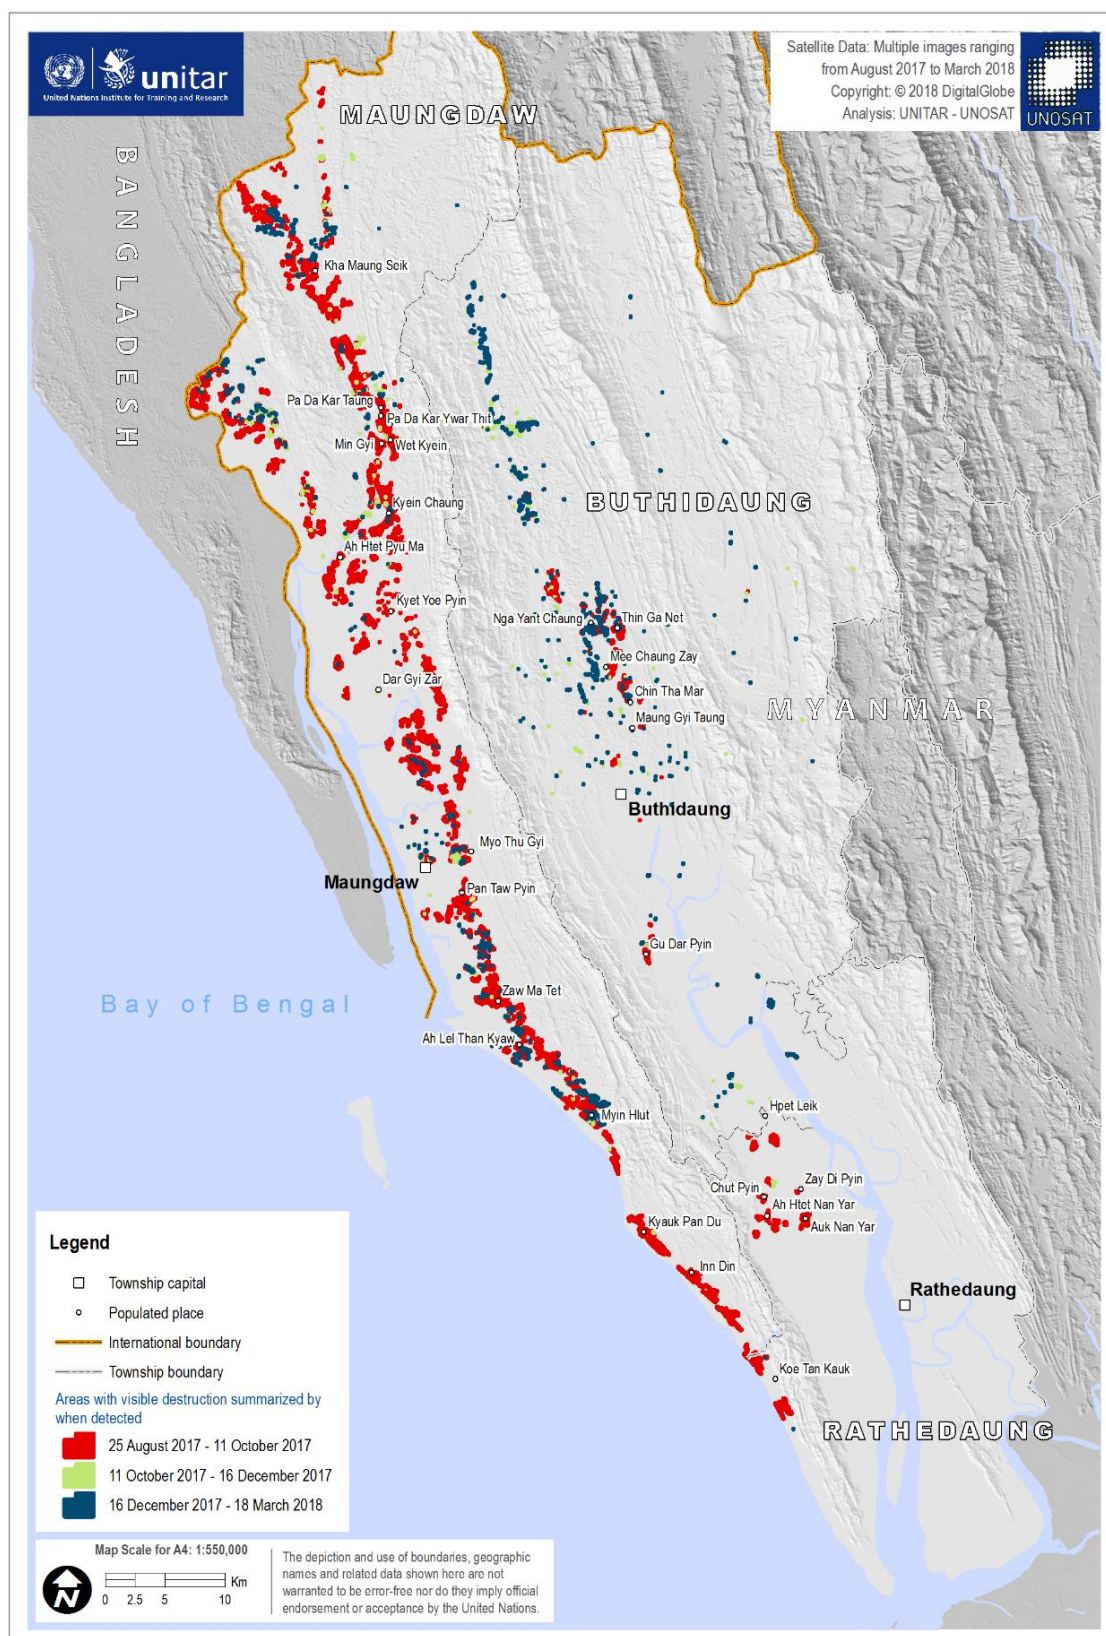 unitar
United Nations Institute for Training and Research
Satellite Data: Multiple images ranging
from August 2017 to March 2018
Copyright: © 2018 DigitalGlobe
Analysis: UNITAR - UNOSAT
UNOSAT
MAUNGDAW
BANGLADESH
Kha Maung Seik
Pa Da Kar Taung
Pa Da Kar Ywar Thit
Min Gyi
Wet Kyein
BUTHIDAUNG
Kyein Chaung
Ah Htet Pyu Ma
Kyet Yoe Pyin
Nga Yant Chaung
Thin Ga Net
Mee Chaung Zay
Dar Gyi Zar
Chin Tha Mar
MYANMAR
Maung Gyi Taung
Buthidaung
Myo Thu Gyi
Maungdaw
Pan Taw Pyin
Gu Dar Pyin
Bay of Bengal
Zaw Ma Tet
Ah Lel Than Kyaw
Myin Hlut
Hpet Leik
Zay Di Pyin
Chut Pyin
Ah Htet Nan Yar
Auk Nan Yar
Kyauk Pan Du
Inn Din
Rathedaung
Koe Tan Kauk
RATHEDAUNG
Legend
Township capital
Populated place
International boundary
Township boundary
Areas with visible destruction summarized by
when detected
25 August 2017 - 11 October 2017
11 October 2017 - 16 December 2017
16 December 2017 - 18 March 2018
Map Scale for A4: 1:550,000
N
Km
0 2.5 5 10
The depiction and use of boundaries, geographic
names and related data shown here are not
warranted to be error-free nor do they imply official
endorsement or acceptance by the United Nations.